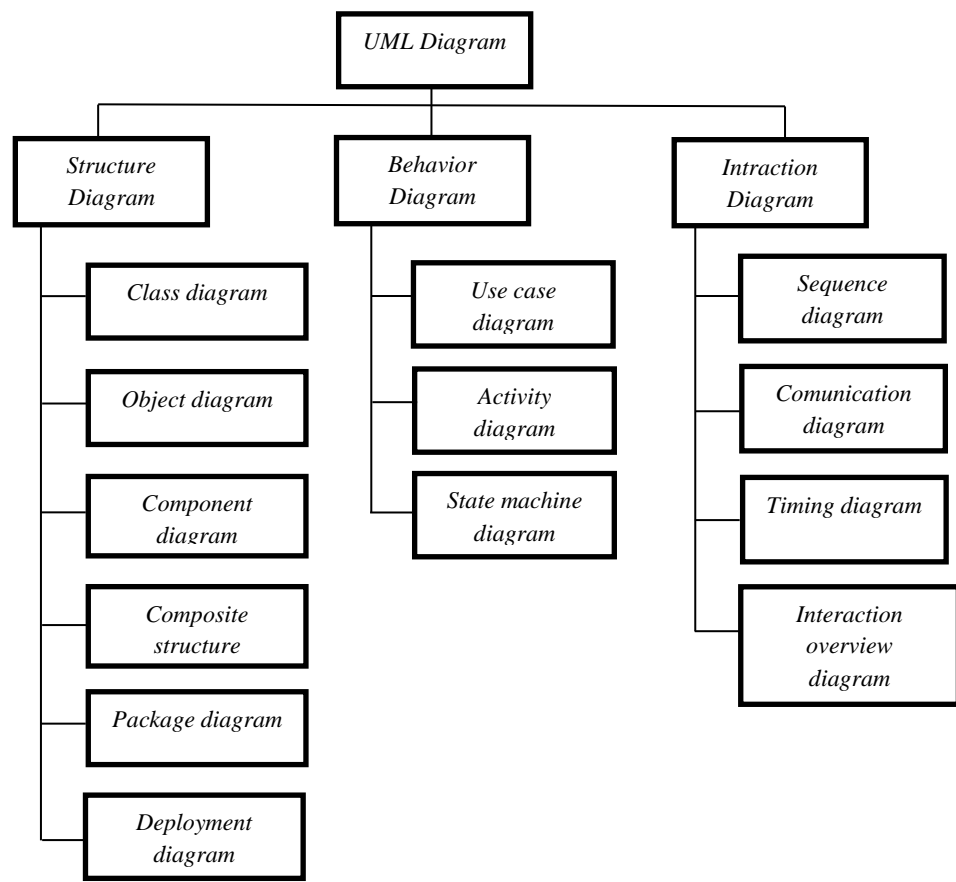 UML Diagram
Structure
Diagram
Behavior
Diagram
Intraction
Diagram
Class diagram
Object diagram
Component
diagram
Composite
structure
Package diagram
Deployment
diagram
Use case
diagram
Activity
diagram
State machine
diagram
Sequence
diagram
Comunication
diagram
Timing diagram
Interaction
overview
diagram